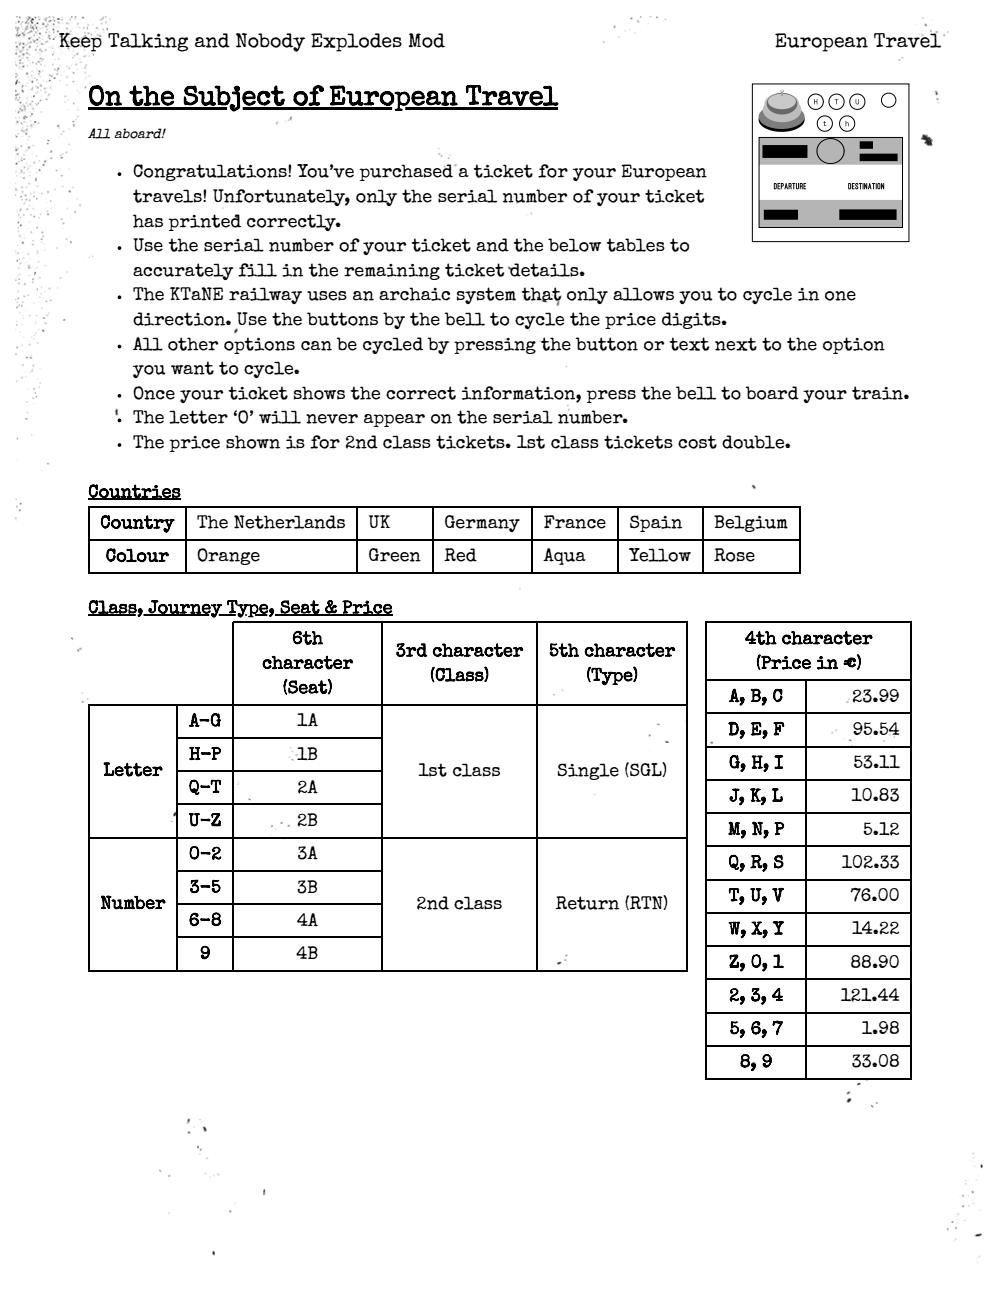 Keep Talking and Nobody Explodes Mod
European Travel
On the Subject of European Travel
All aboard!
H T U
t h
DEPARTURE DESTINATION
• Congratulations! You’ve purchased a ticket for your European
travels! Unfortunately, only the serial number of your ticket
has printed correctly.
• Use the serial number of your ticket and the below tables to
accurately fill in the remaining ticket details.
• The KTaNE railway uses an archaic system that only allows you to cycle in one
direction. Use the buttons by the bell to cycle the price digits.
• All other options can be cycled by pressing the button or text next to the option
you want to cycle.
• Once your ticket shows the correct information, press the bell to board your train.
• The letter ‘O’ will never appear on the serial number.
• The price shown is for 2nd class tickets. 1st class tickets cost double.
Countries
Country The Netherlands UK Germany France Spain Belgium
Colour Orange Green Red Aqua Yellow Rose
Class, Journey Type, Seat & Price
6th
character
(Seat)
3rd character
(Class)
5th character
(Type)
Letter
A–G 1A
H–P 1B
Q–T 2A
U–Z 2B
1st class
Single (SGL)
Number
0–2 3A
3–5 3B
6–8 4A
9 4B
2nd class
Return (RTN)
4th character
(Price in €)
A, B, C 23.99
D, E, F 95.54
G, H, I 53.11
J, K, L 10.83
M, N, P 5.12
Q, R, S 102.33
T, U, V 76.00
W, X, Y 14.22
Z, 0, 1 88.90
2, 3, 4 121.44
5, 6, 7 1.98
8, 9 33.08